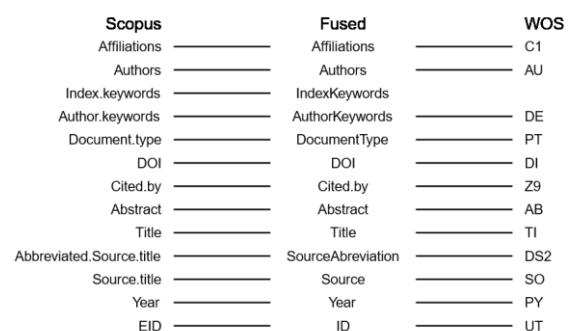 Scopus Fused WOS
Affiliations Affiliations C1
Authors Authors AU
Index.keywords IndexKeywords
Author.keywords AuthorKeywords DE
Document.type DocumentType PT
DOI DOI DI
Cited.by Cited.by Z9
Abstract Abstract AB
Title Title TI
Abbreviated.Source.title SourceAbreviation DS2
Source.title Source SO
Year Year PY
EID ID UT